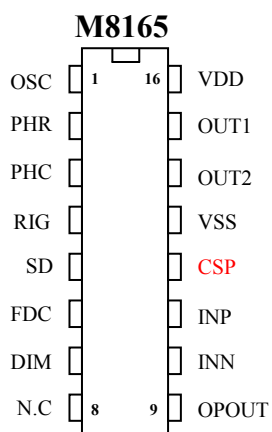 M8165
OSC 1 16 VDD
PHR OUT1
PHC OUT2
RIG VSS
SD CSP
FDC INP
DIM INN
N.C 8 9 OPOUT